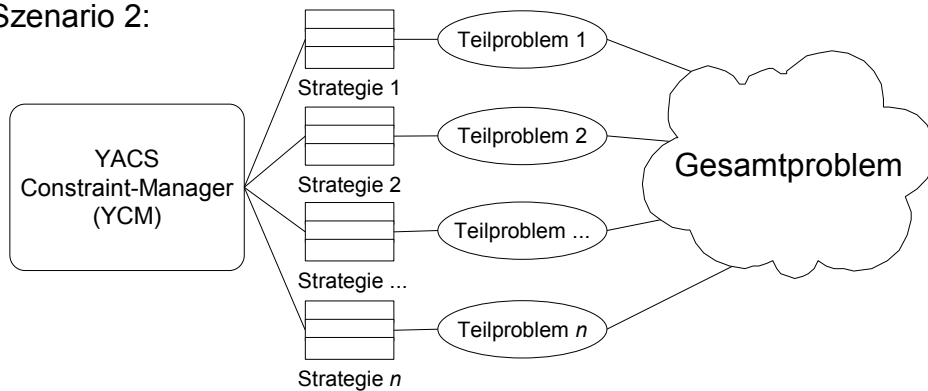 Szenario 2:
Teilproblem 1
Strategie 1
YACS
Constraint-Manager
(YCM)
Teilproblem 2
Strategie 2
Gesamtproblem
Teilproblem ...
Strategie ...
Teilproblem n
Strategie n